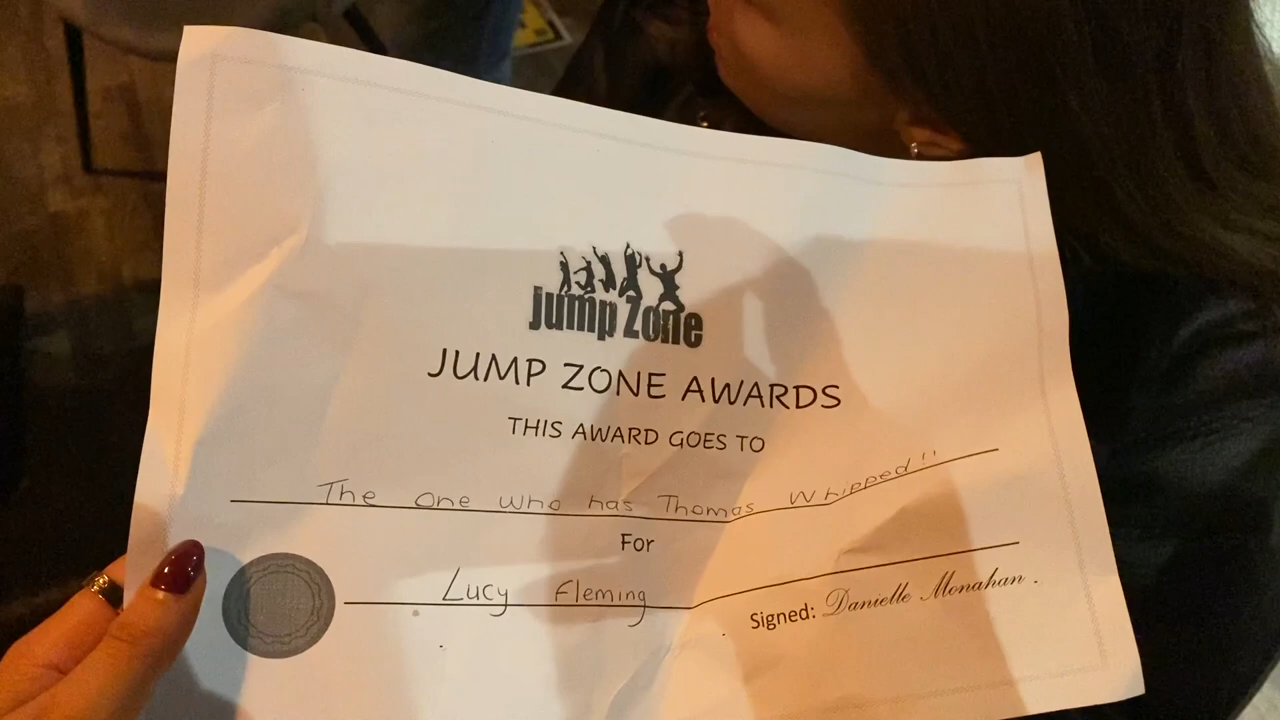 Jump Zone
JUMP ZONE AWARDS
THIS AWARD GOES TO
The one who has Thomas Whipped!!
For
Lucy Fleming
Signed: Danielle Monahan.